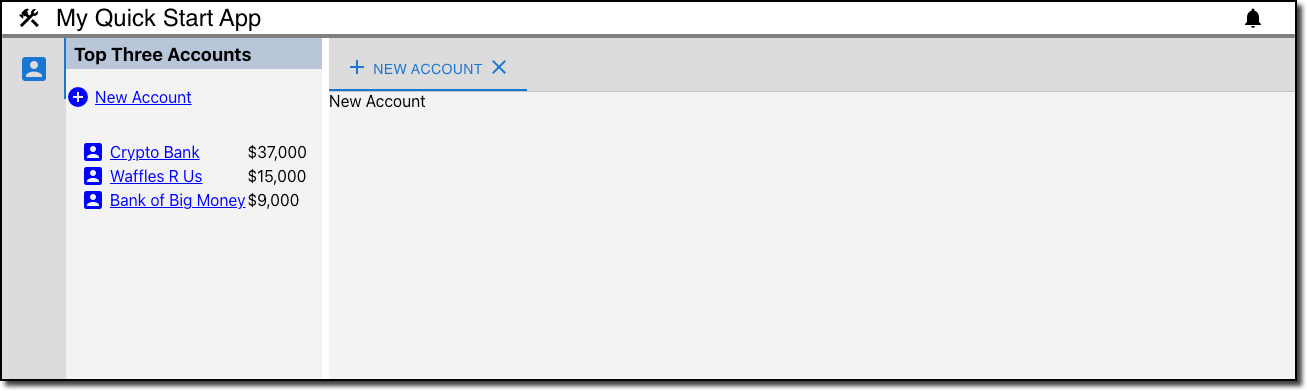 My Quick Start App
Top Three Accounts
New Account
Crypto Bank $37,000
Waffles R Us $15,000
Bank of Big Money $9,000
NEW ACCOUNT
New Account